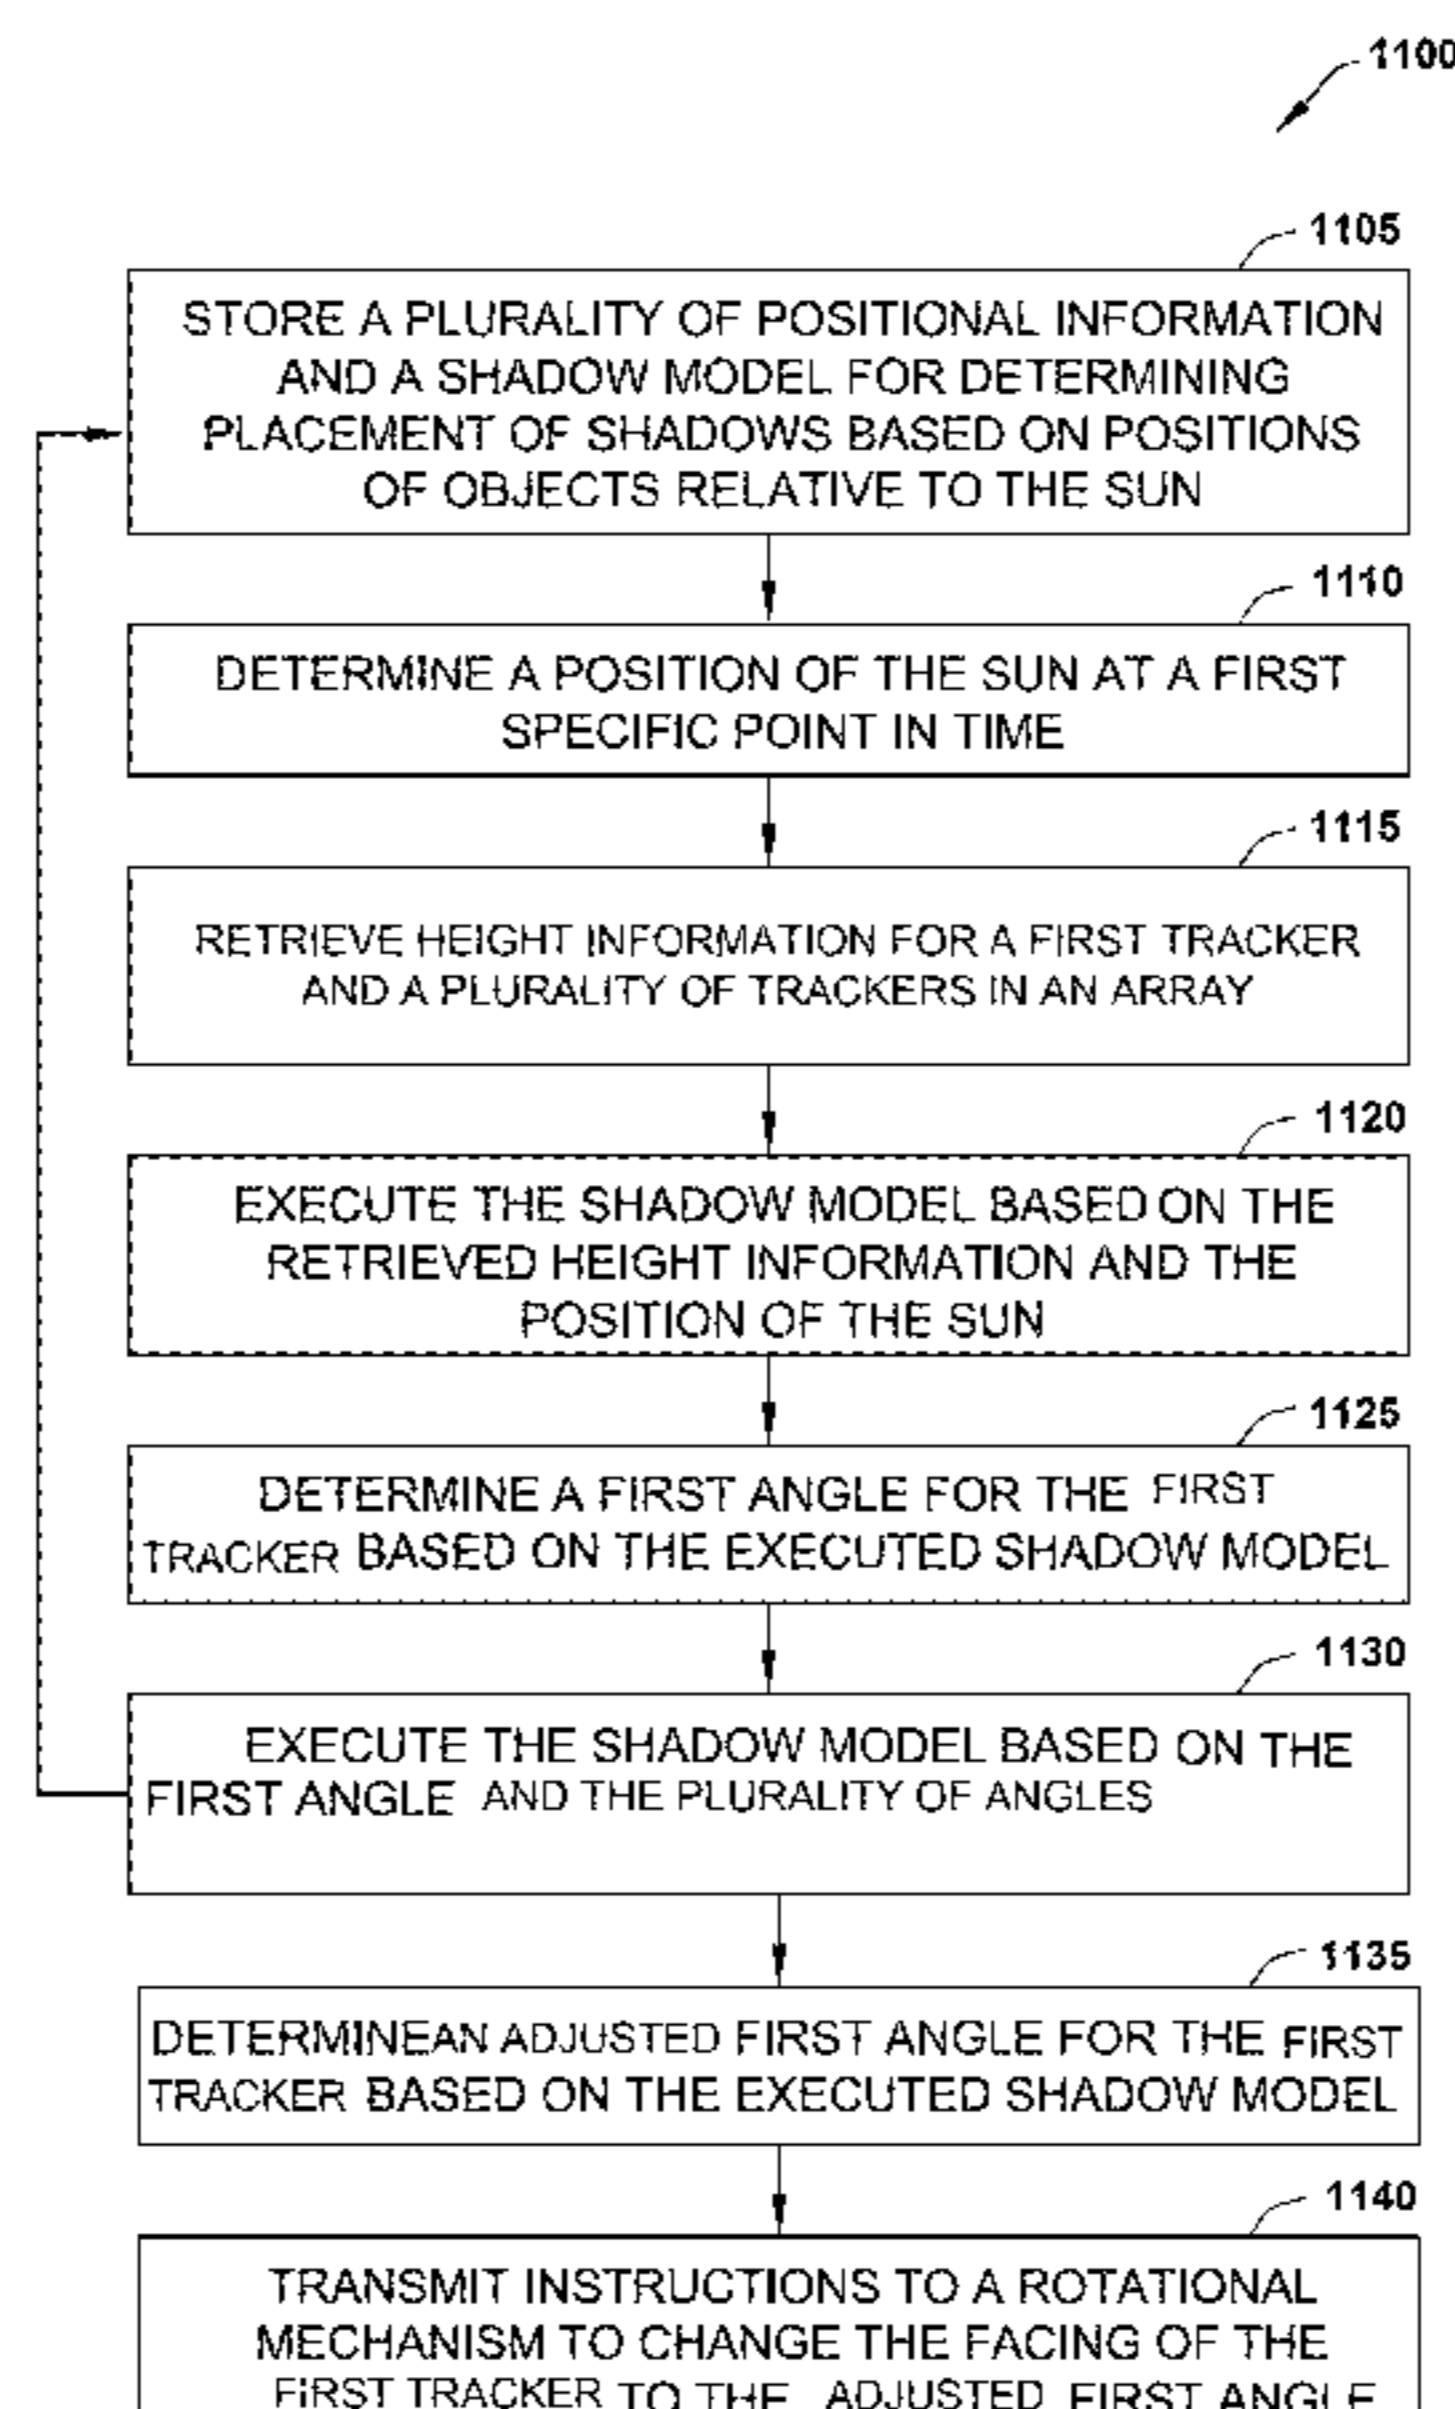 1100
1105
STORE A PLURALITY OF POSITIONAL INFORMATION
AND A SHADOW MODEL FOR DETERMINING
PLACEMENT OF SHADOWS BASED ON POSITIONS
OF OBJECTS RELATIVE TO THE SUN
1110
DETERMINE A POSITION OF THE SUN AT A FIRST
SPECIFIC POINT IN TIME
1115
RETRIEVE HEIGHT INFORMATION FOR A FIRST TRACKER
AND A PLURALITY OF TRACKERS IN AN ARRAY
1120
EXECUTE THE SHADOW MODEL BASED ON THE
RETRIEVED HEIGHT INFORMATION AND THE
POSITION OF THE SUN
1125
DETERMINE A FIRST ANGLE FOR THE FIRST
TRACKER BASED ON THE EXECUTED SHADOW MODEL
1130
EXECUTE THE SHADOW MODEL BASED ON THE
FIRST ANGLE AND THE PLURALITY OF ANGLES
1135
DETERMINEAN ADJUSTED FIRST ANGLE FOR THE FIRST
TRACKER BASED ON THE EXECUTED SHADOW MODEL
1140
TRANSMIT INSTRUCTIONS TO A ROTATIONAL
MECHANISM TO CHANGE THE FACING OF THE
FIRST TRACKER TO THE ADJUSTED FIRST ANGLE